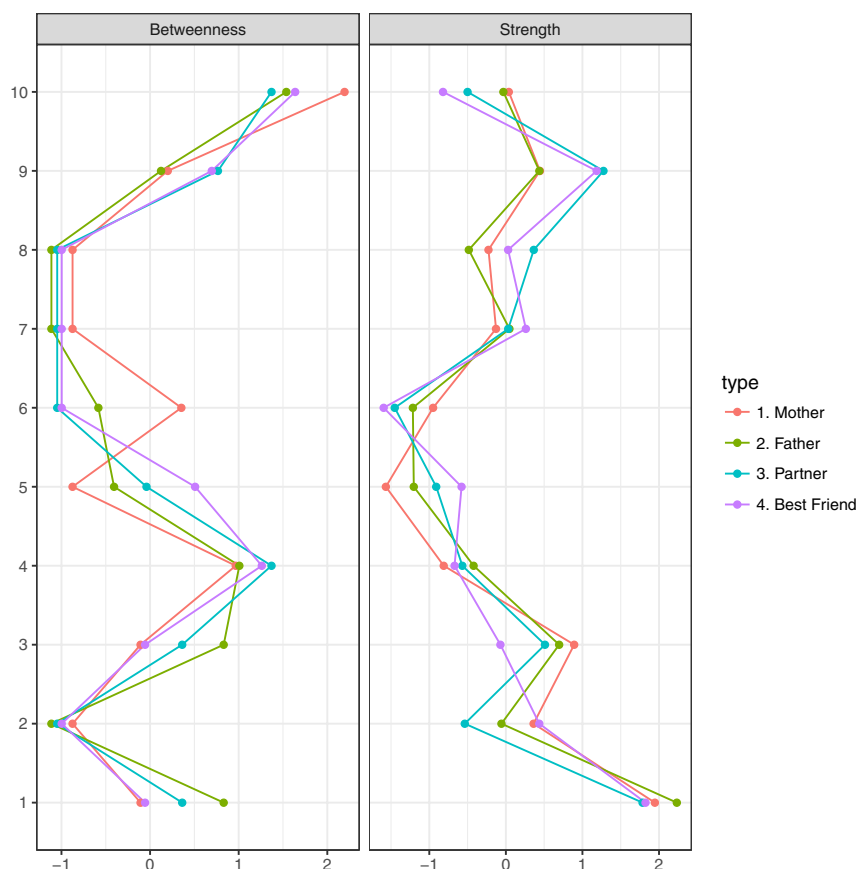 Betweenness
Strength
10
9
8
7
6
5
4
3
2
1
−1 0 1 2
−1 0 1 2
type
1. Mother
2. Father
3. Partner
4. Best Friend